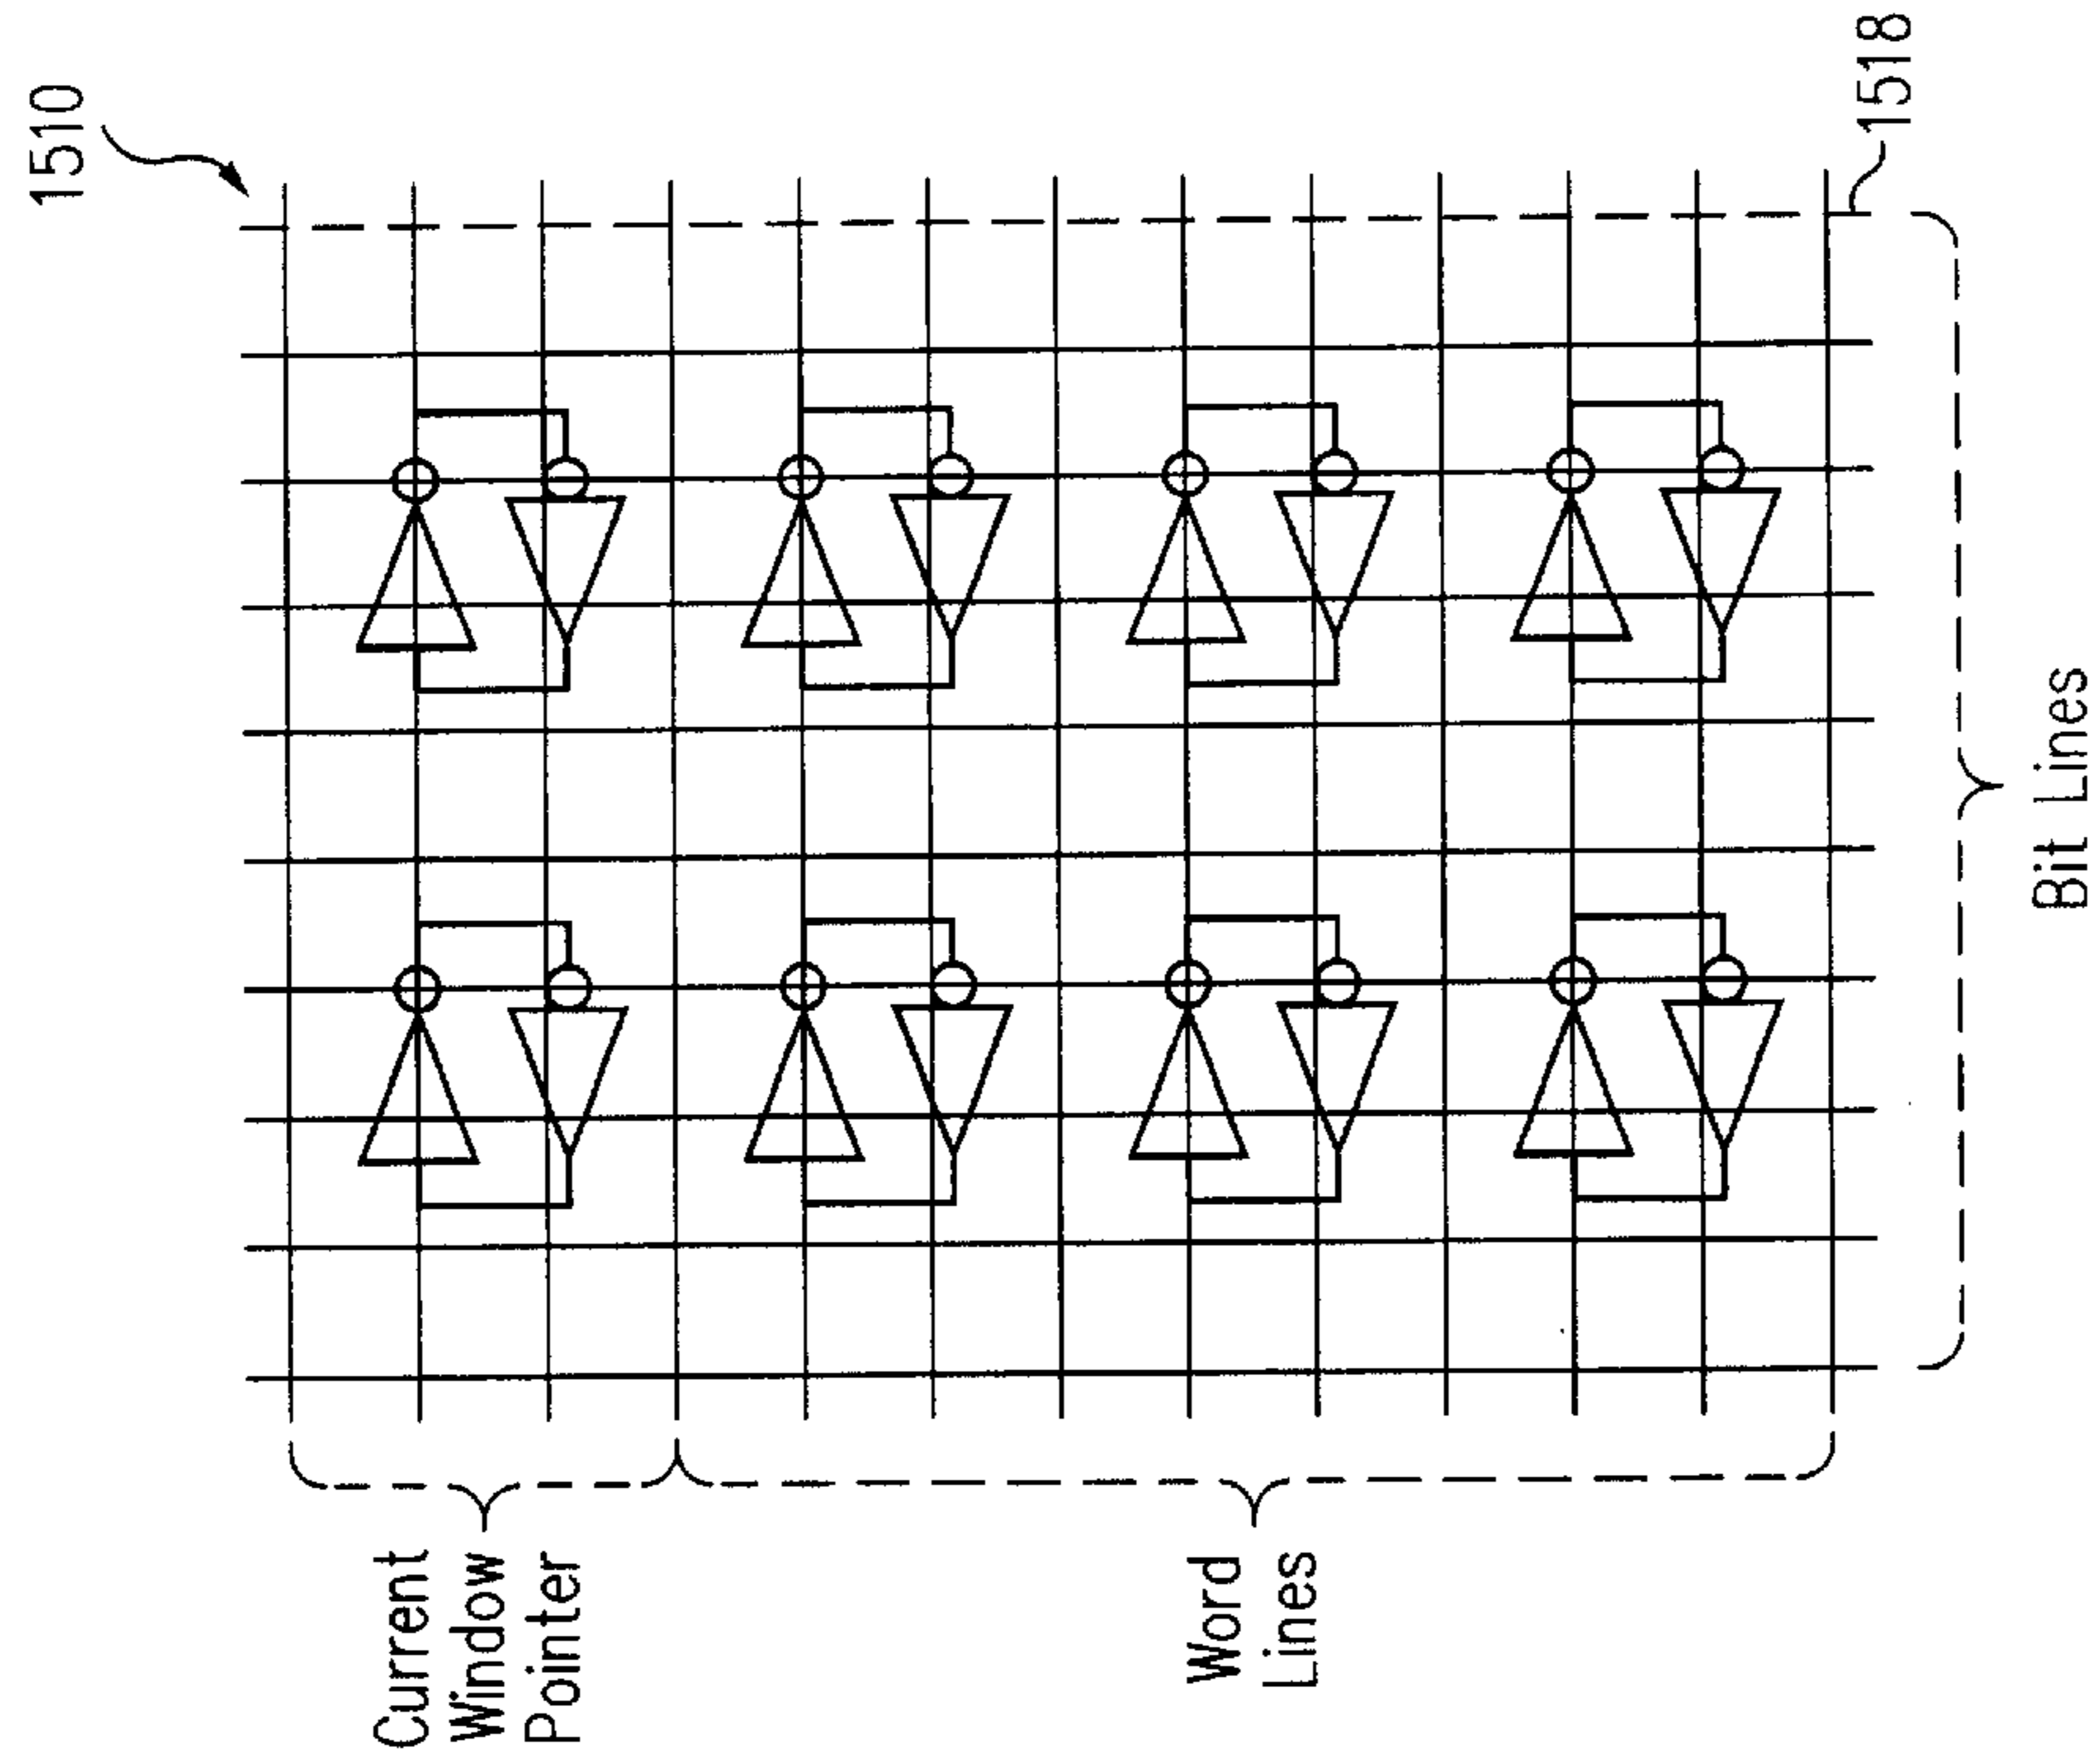 1510
Current
Window
Pointer
Word
Lines
Bit Lines
1518